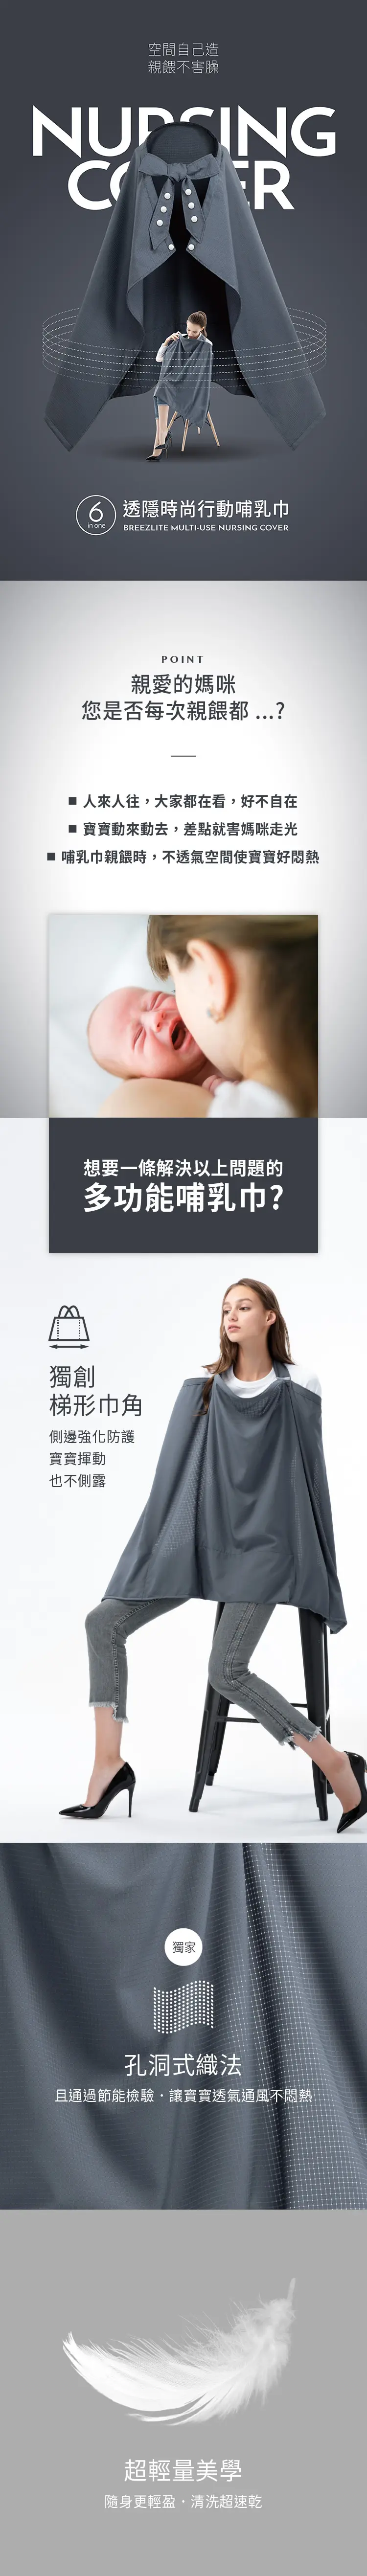 空間自己造
親餵不害臊
NURSING
COVER
6
in one
透隱時尚行動哺乳巾
BREEZLITE MULTI-USE NURSING COVER
POINT
親愛的媽咪
您是否每次親餵都 ...?
■ 人來人往，大家都在看，好不自在
■ 寶寶動來動去，差點就害媽咪走光
■ 哺乳巾親餵時，不透氣空間使寶寶好悶熱
想要一條解決以上問題的
多功能哺乳巾?
獨創
梯形巾角
側邊強化防護
寶寶揮動
也不側露
獨家
孔洞式織法
且通過節能檢驗・讓寶寶透氣通風不悶熱
超輕量美學
隨身更輕盈・清洗超速乾